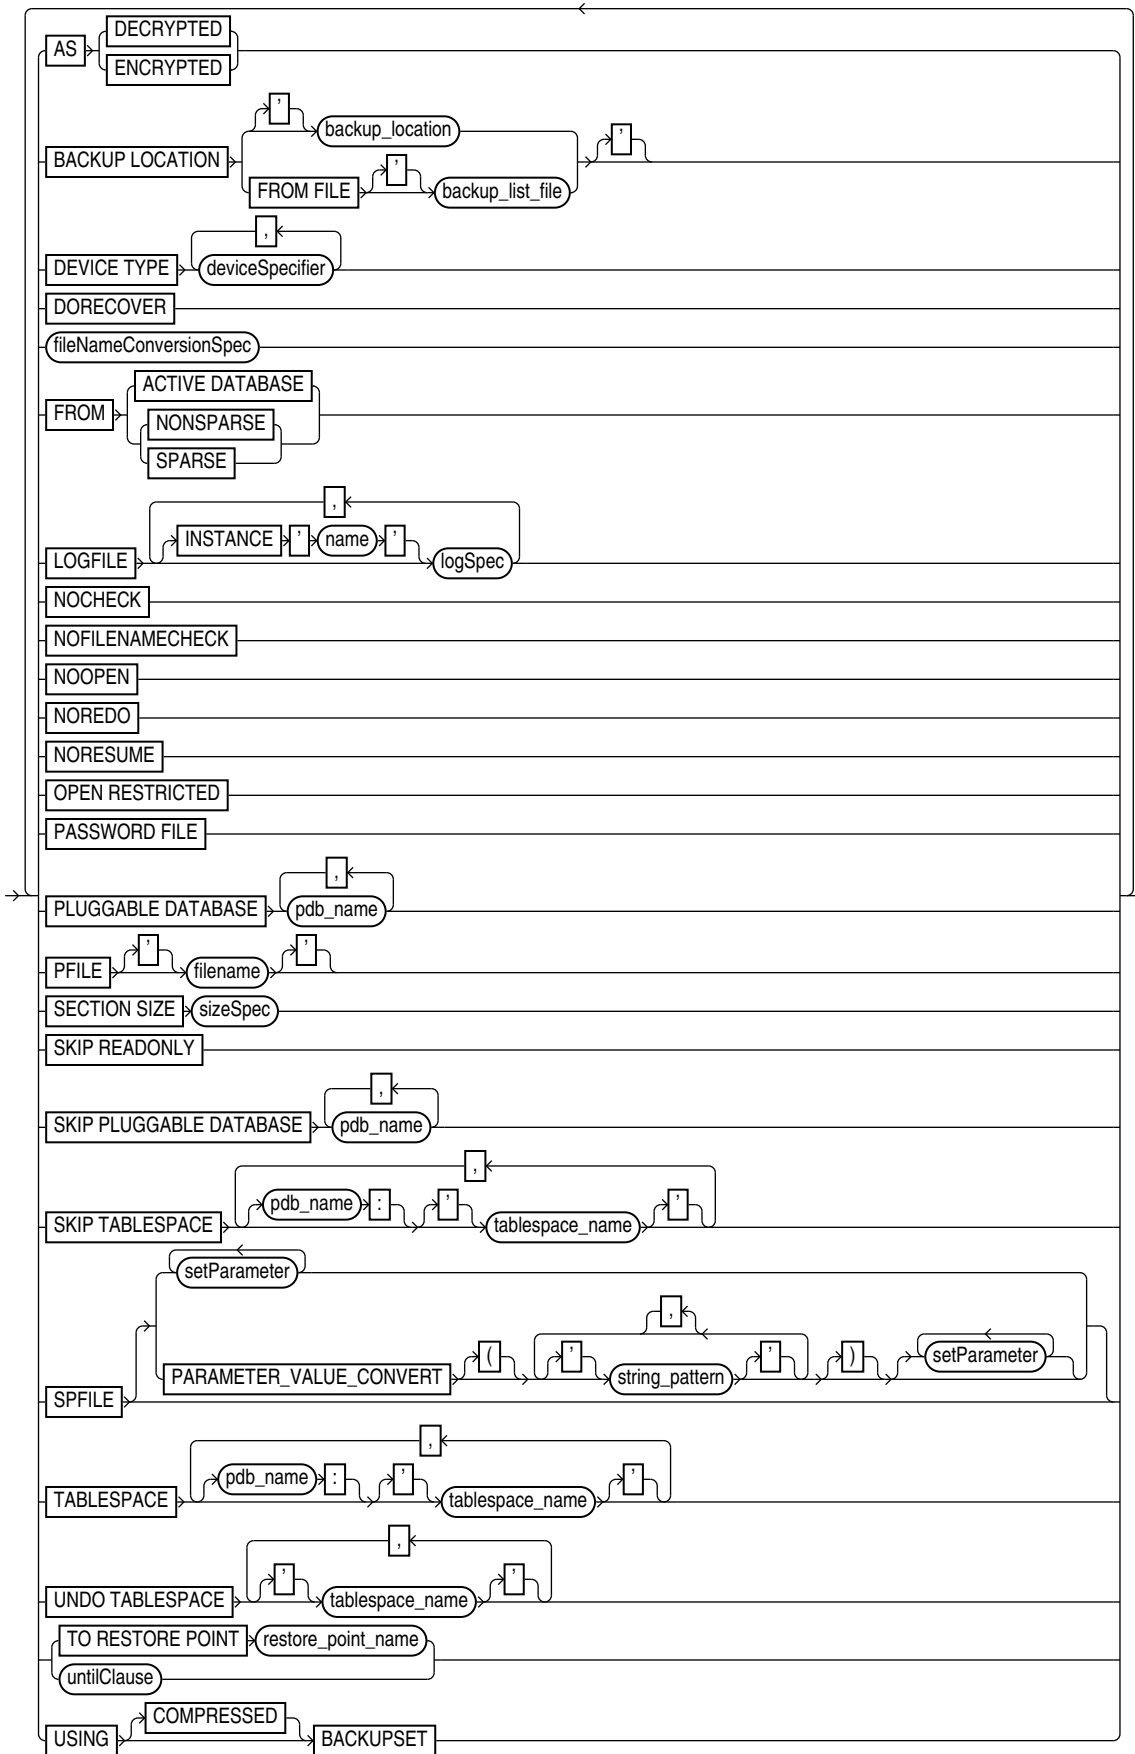 DECRYPTED
AS
ENCRYPTED
'
backup_location
'
BACKUP LOCATION
'
FROM FILE
backup_list_file
,
DEVICE TYPE deviceSpecifier
DORECOVER
fileNameConversionSpec
ACTIVE DATABASE
FROM
NONSPARSE
SPARSE
,
INSTANCE ' name '
LOGFILE logSpec
NOCHECK
NOFILENAMECHECK
NOOPEN
NOREDO
NORESUME
OPEN RESTRICTED
PASSWORD FILE
,
PLUGGABLE DATABASE pdb_name
' '
PFILE filename
SECTION SIZE sizeSpec
SKIP READONLY
,
SKIP PLUGGABLE DATABASE pdb_name
,
pdb_name : ' '
SKIP TABLESPACE tablespace_name
setParameter
,
( ' ' ) setParameter
PARAMETER_VALUE_CONVERT string_pattern
SPFILE
,
pdb_name : ' '
TABLESPACE tablespace_name
,
' '
UNDO TABLESPACE tablespace_name
TO RESTORE POINT restore_point_name
untilClause
COMPRESSED
USING BACKUPSET